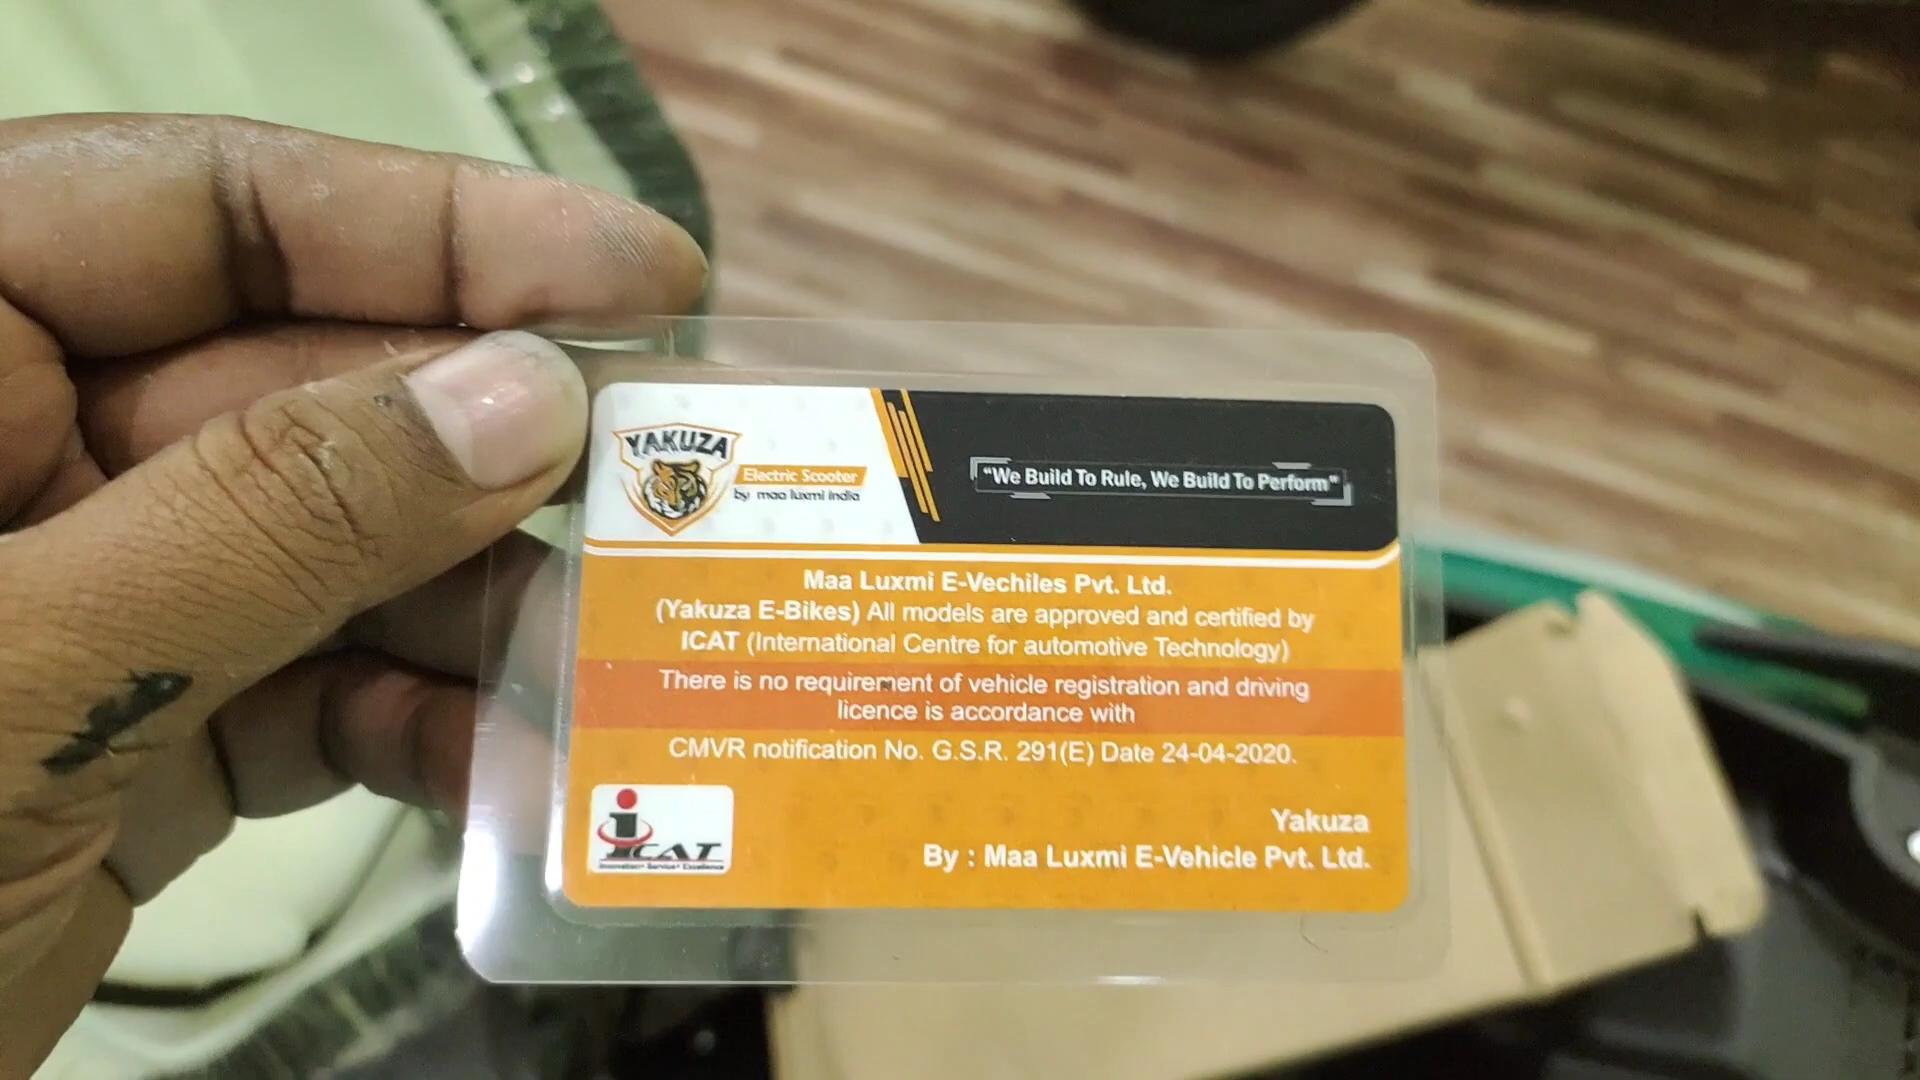 YAKUZA
Electric Scooter
by maa luxmi india
"We Build To Rule, We Build To Perform"
Maa Luxmi E-Vechiles Pvt. Ltd.
(Yakuza E-Bikes) All models are approved and certified by
ICAT (International Centre for automotive Technology)
There is no requirement of vehicle registration and driving
licence is accordance with
CMVR notification No. G.S.R. 291(E) Date 24-04-2020.
iCAT
Innovation • Service • Excellence
Yakuza
By : Maa Luxmi E-Vehicle Pvt. Ltd.